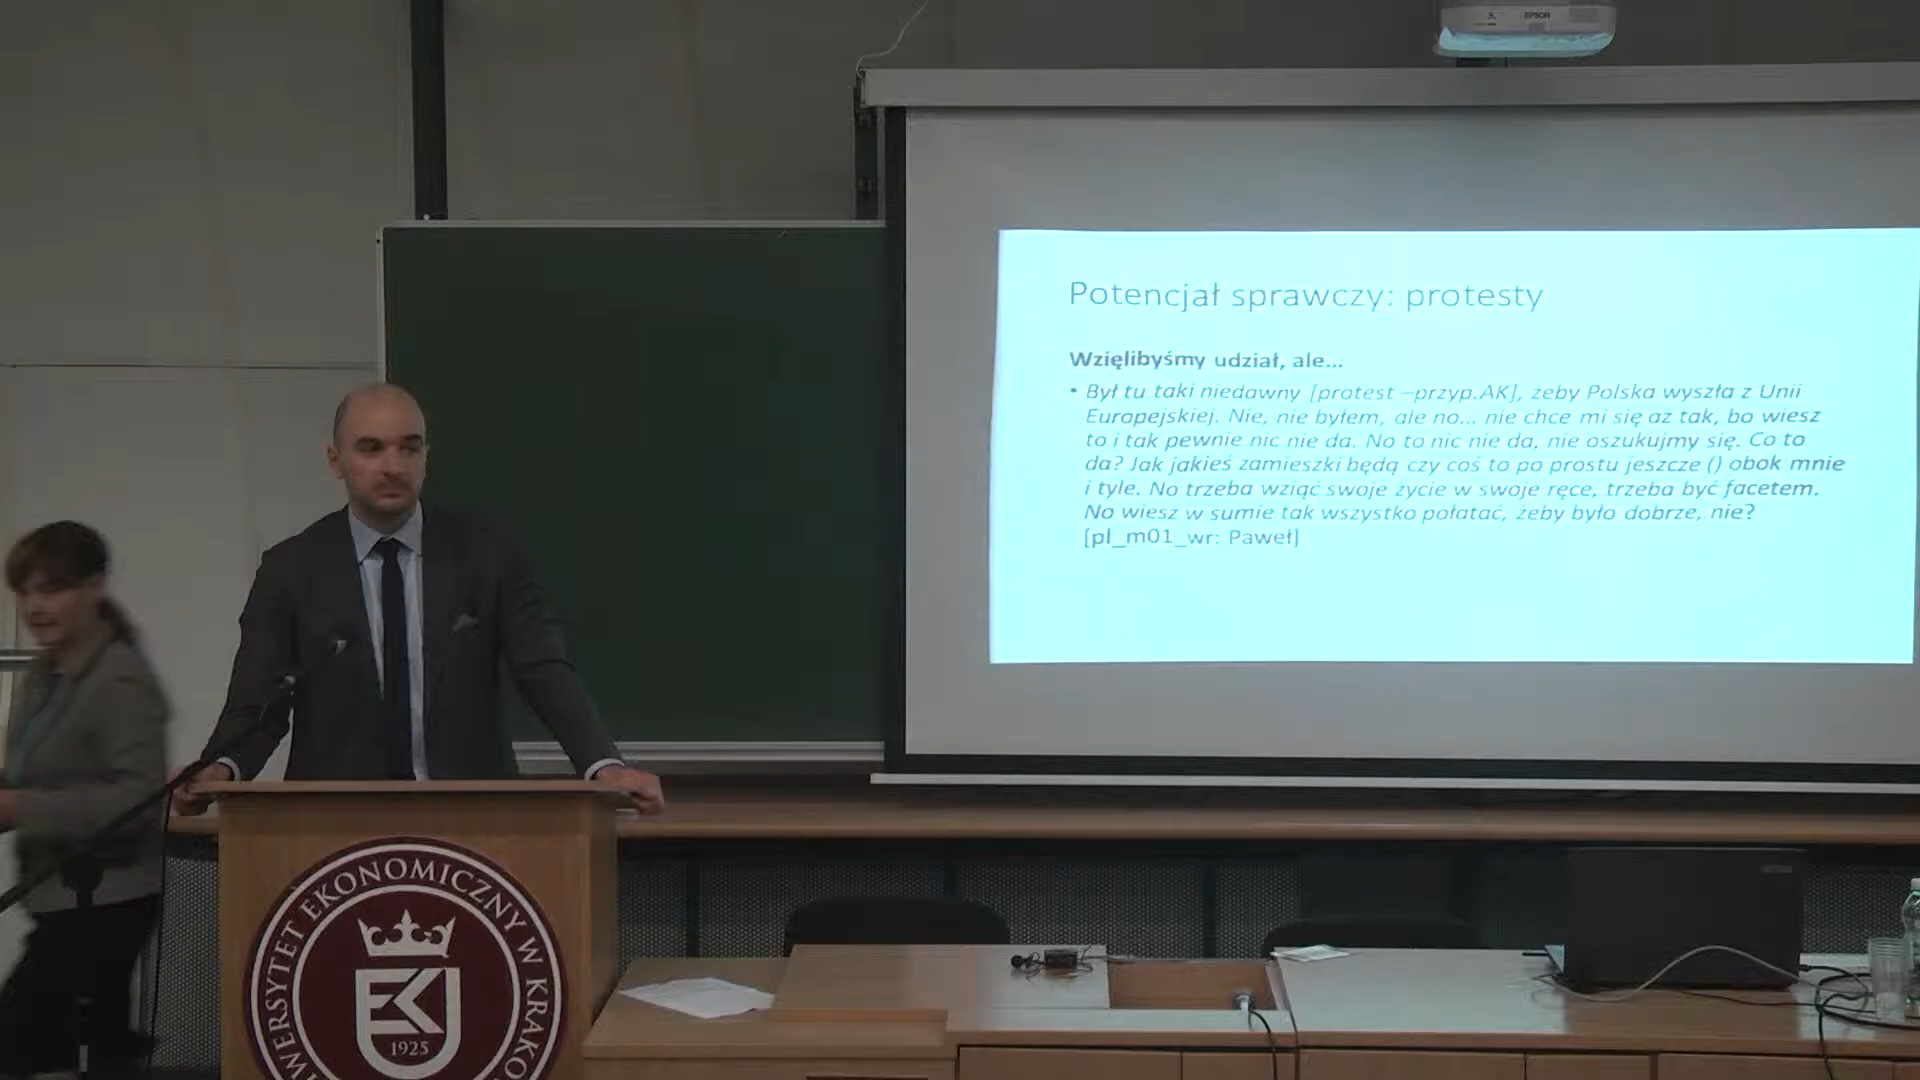 EPSON
Potencjał sprawczy: protesty
Wzięlibyśmy udział, ale...
• Był tu taki niedawny [protest –przyp.AK], żeby Polska wyszła z Unii
Europejskiej. Nie, nie byłem, ale no... nie chce mi się aż tak, bo wiesz
to i tak pewnie nic nie da. No to nic nie da, nie oszukujmy się. Co to
da? Jak jakieś zamieszki będą czy coś to po prostu jeszcze () obok mnie
i tyle. No trzeba wziąć swoje życie w swoje ręce, trzeba być facetem.
No wiesz w sumie tak wszystko połatać, żeby było dobrze, nie?
[pl_m01_wr: Paweł]
WERSYTET EKONOMICZNY W KRAKO
EK
1925